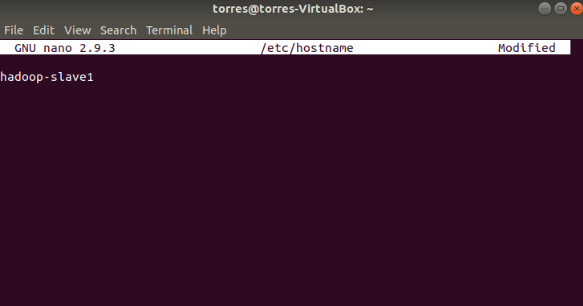 torres@torres-VirtualBox: ~
File Edit View Search Terminal Help
GNU nano 2.9.3 /etc/hostname Modified
hadoop-slave1